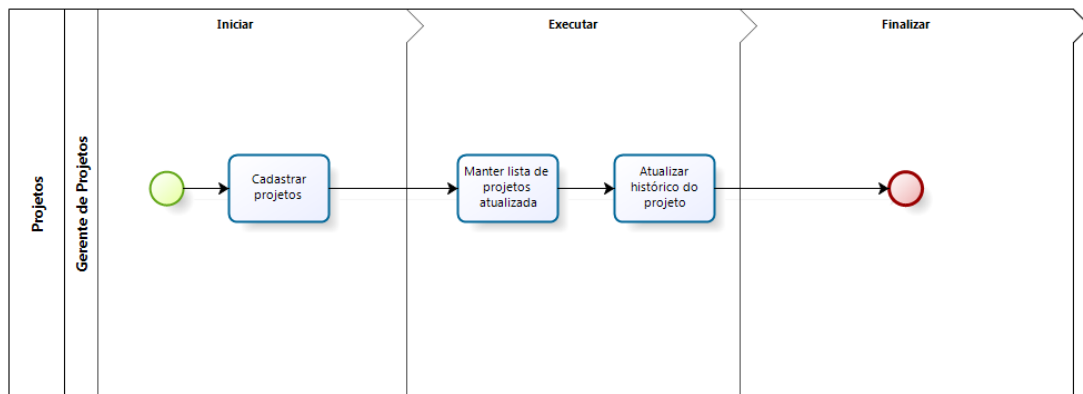 Iniciar
Executar
Finalizar
Projetos
Gerente de Projetos
Cadastrar
projetos
Manter lista de
projetos
atualizada
Atualizar
histórico do
projeto